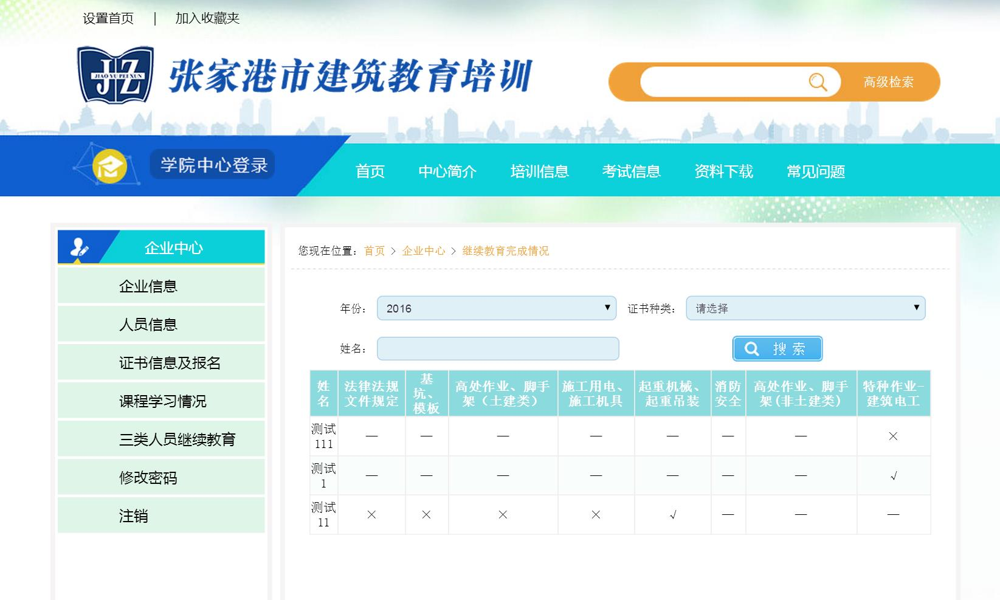 设置首页 | 加入收藏夹
JZ
JIAO YU PEI XUN
张家港市建筑教育培训
高级检索
学院中心登录
首页 中心简介 培训信息 考试信息 资料下载 常见问题
企业中心
企业信息
人员信息
证书信息及报名
课程学习情况
三类人员继续教育
修改密码
注销
您现在位置：首页 > 企业中心 > 继续教育完成情况
年份： 2016 证书种类： 请选择
姓名： 搜 索
姓名 法律法规文件规定 基坑、模板 高处作业、脚手架（土建类） 施工用电、施工机具 起重机械、起重吊装 消防安全 高处作业、脚手架(非土建类) 特种作业-建筑电工
测试111 — — — — — — — ×
测试1 — — — — — — — √
测试11 × × × × √ — — —